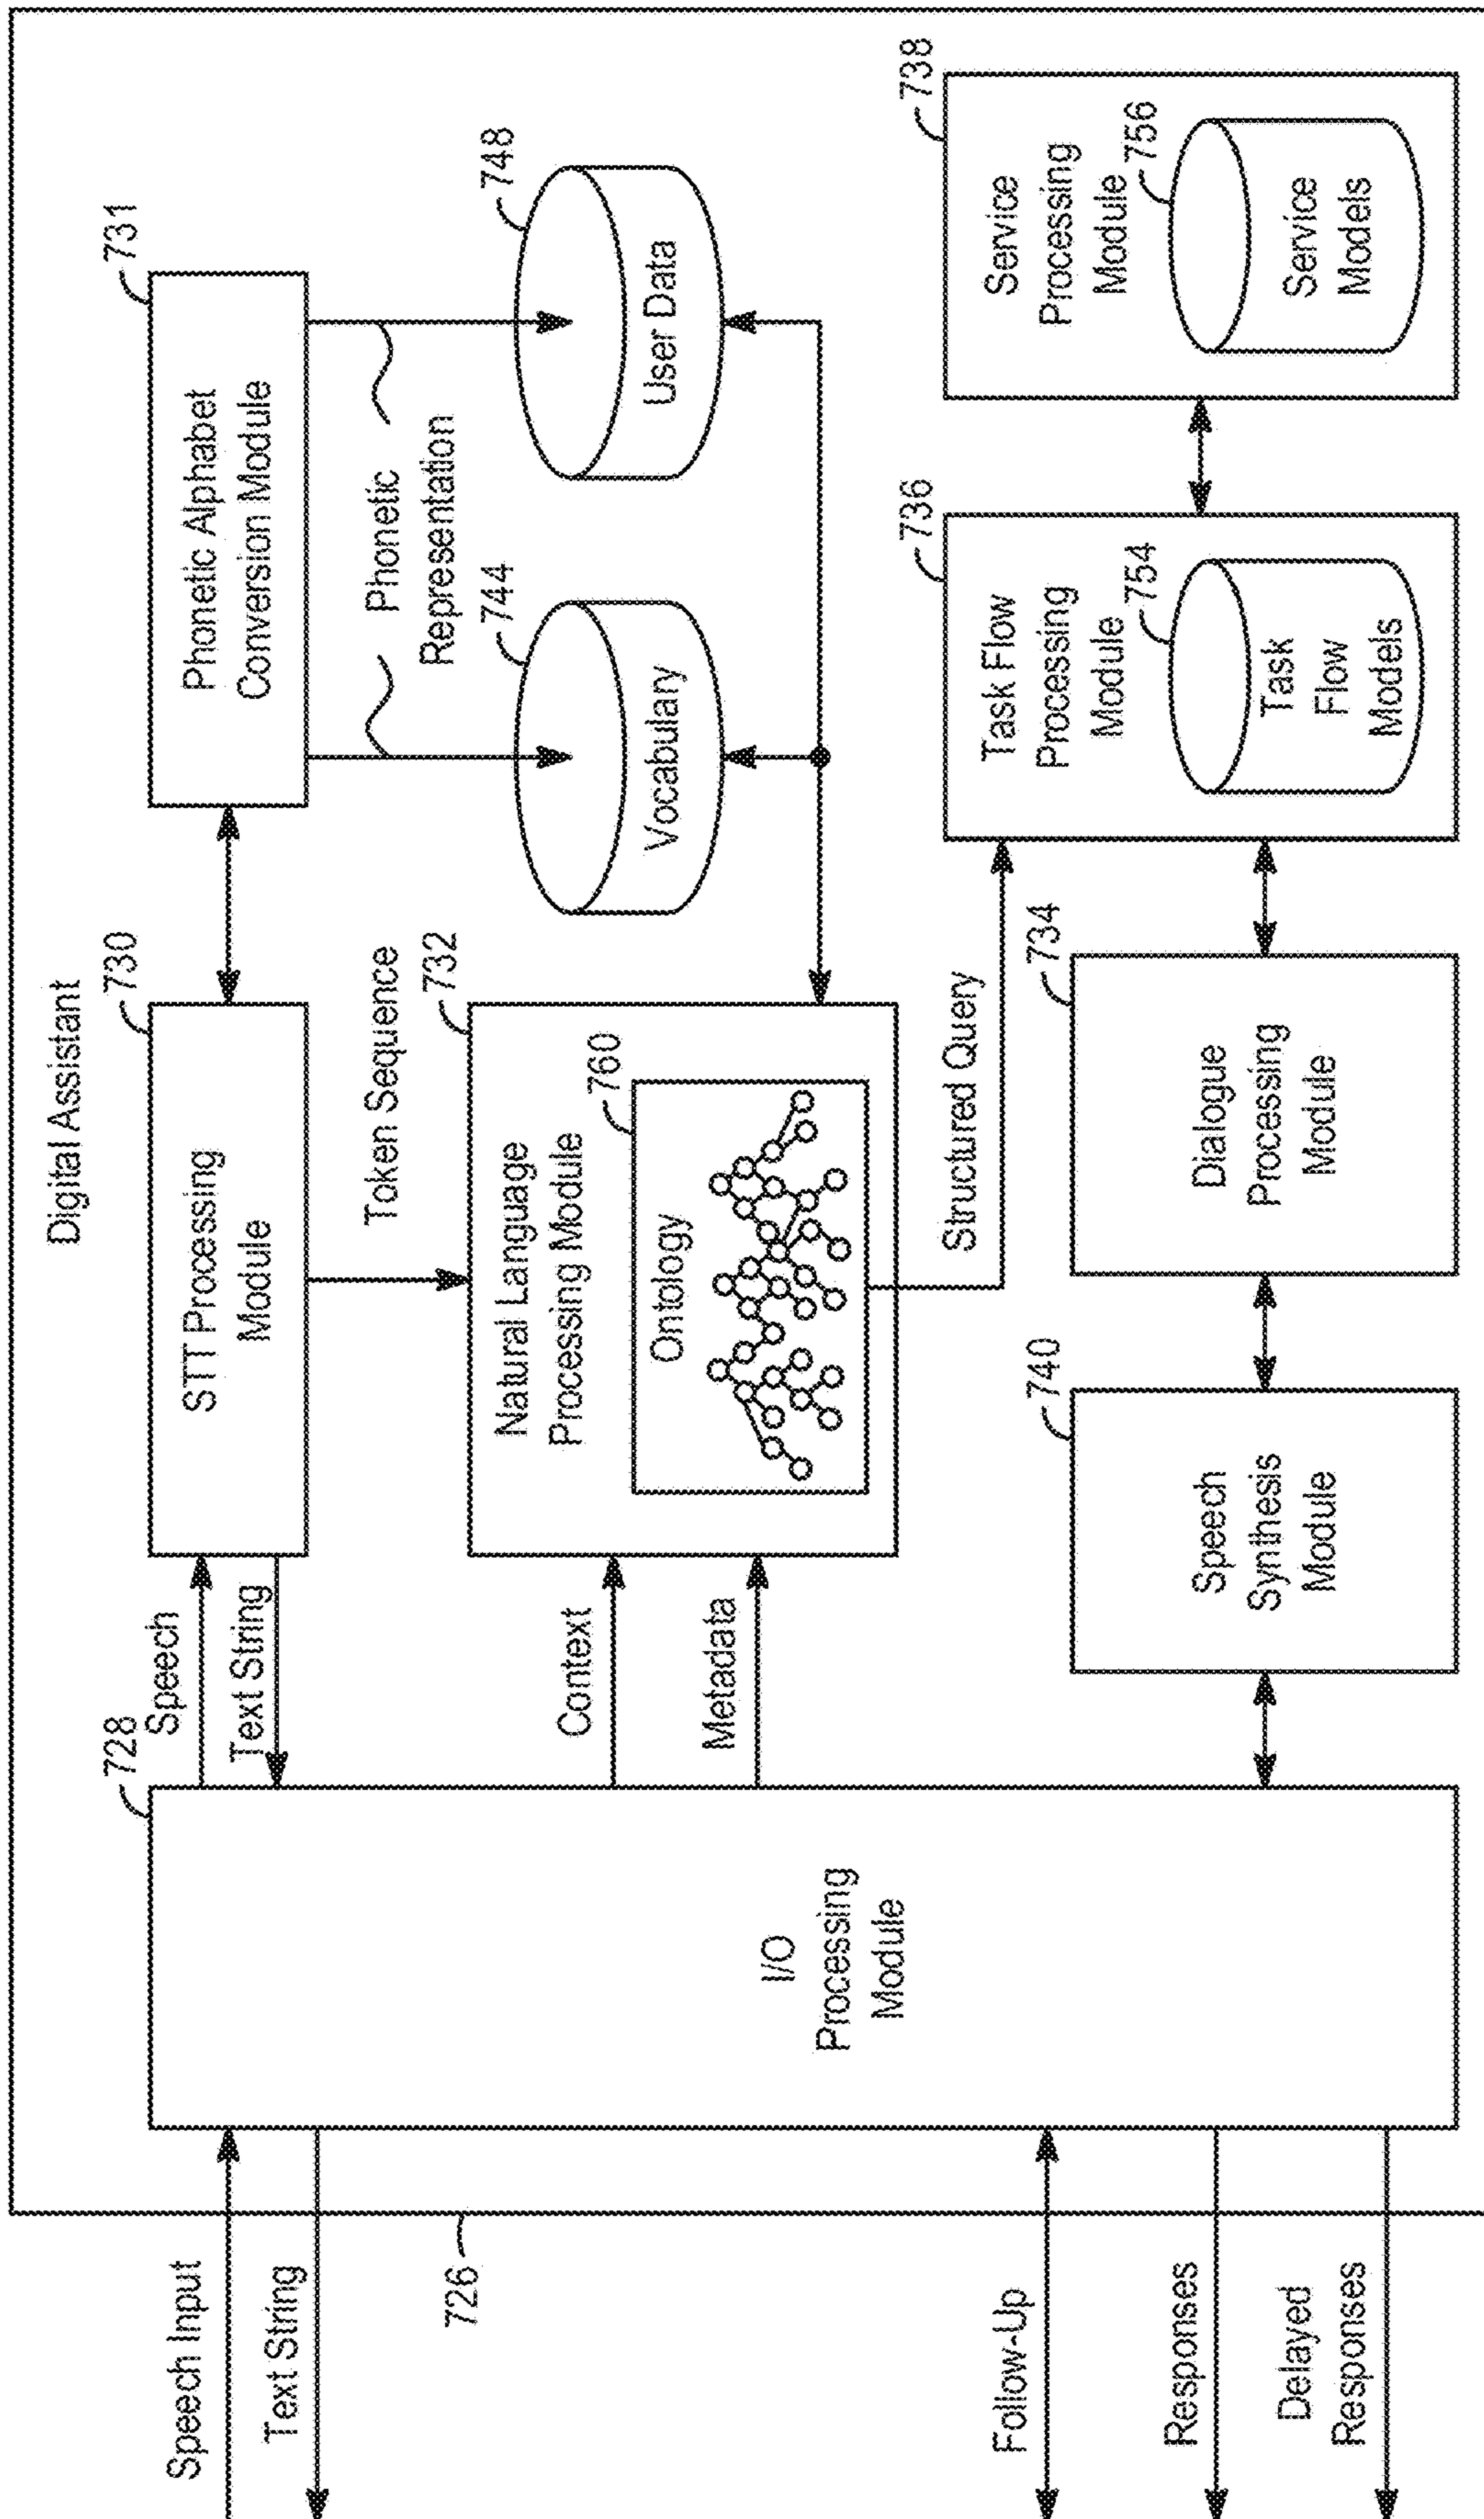 Digital Assistant
Speech Input
Text String
726
Follow-Up
Responses
Delayed
Responses
728
I/O
Processing
Module
Speech
Text String
Context
Metadata
730
STT Processing
Module
Token Sequence
732
Natural Language
Processing Module
760
Ontology
731
Phonetic Alphabet
Conversion Module
Phonetic
Representation
744
Vocabulary
748
User Data
Structured Query
740
Speech
Synthesis
Module
734
Dialogue
Processing
Module
736
Task Flow
Processing
Module
754
Task
Flow
Models
738
Service
Processing
Module
756
Service
Models